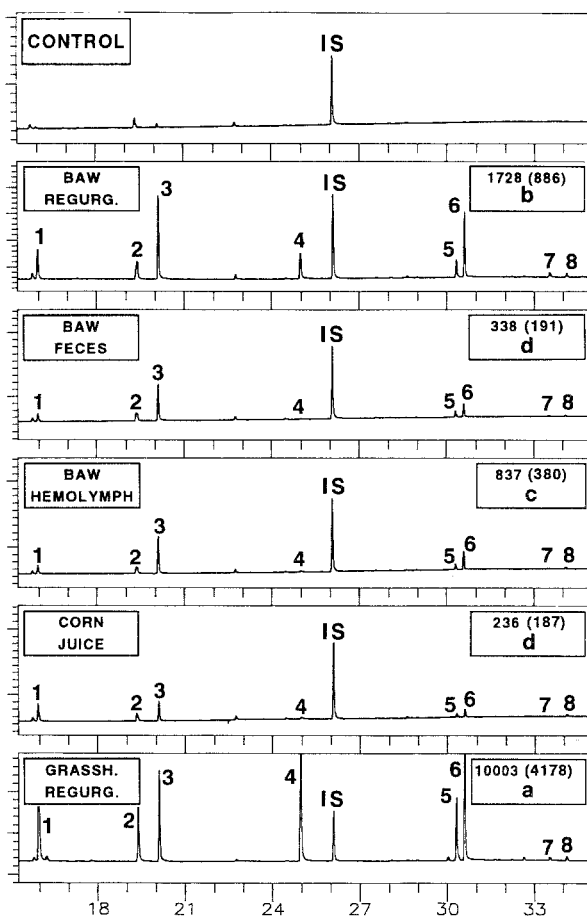 CONTROL
IS
BAW
REGURG.
1 2 3 4 IS 5 6 7 8
1728 (886)
b
BAW
FECES
1 2 3 4 IS 5 6 7 8
338 (191)
d
BAW
HEMOLYMPH
1 2 3 4 IS 5 6 7 8
837 (380)
c
CORN
JUICE
1 2 3 4 IS 5 6 7 8
236 (187)
d
GRASSH.
REGURG.
1 2 3 4 IS 5 6 7 8
10003 (4178)
a
18 21 24 27 30 33